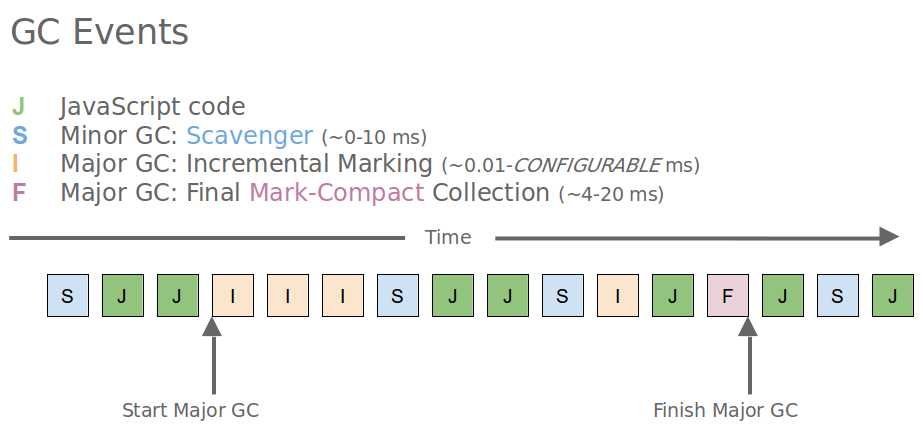 GC Events
J JavaScript code
S Minor GC: Scavenger (~0-10 ms)
I Major GC: Incremental Marking (~0.01-CONFIGURABLE ms)
F Major GC: Final Mark-Compact Collection (~4-20 ms)
Time
S J J I I I S J J S I J F J S J
Start Major GC Finish Major GC